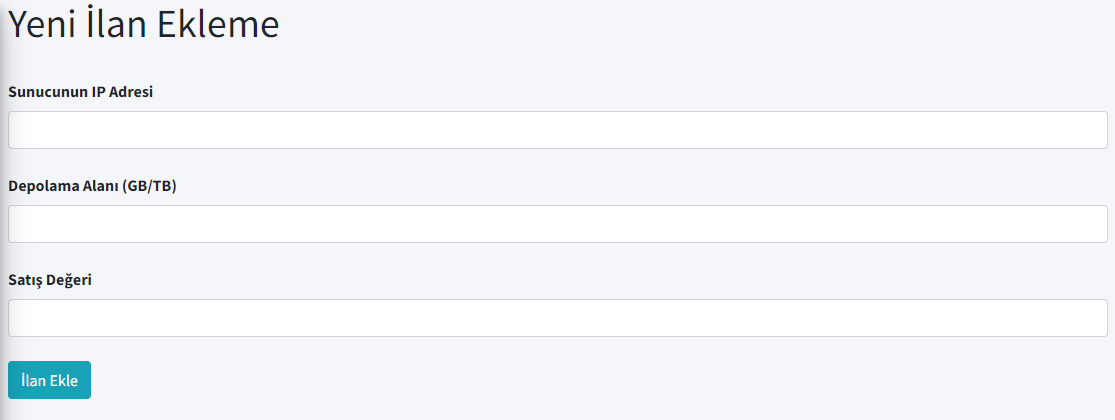 Yeni İlan Ekleme
Sunucunun IP Adresi
Depolama Alanı (GB/TB)
Satış Değeri
İlan Ekle